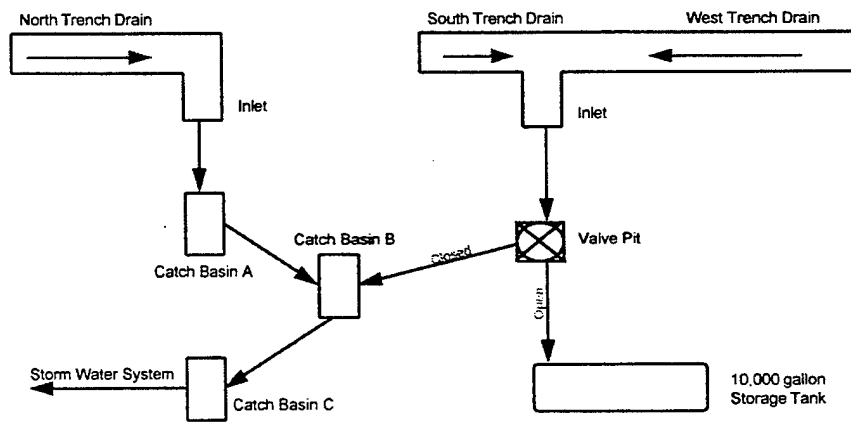 North Trench Drain
South Trench Drain
West Trench Drain
Inlet
Inlet
Catch Basin A
Catch Basin B
Closed
Valve Pit
Open
Storm Water System
Catch Basin C
10,000 gallon
Storage Tank